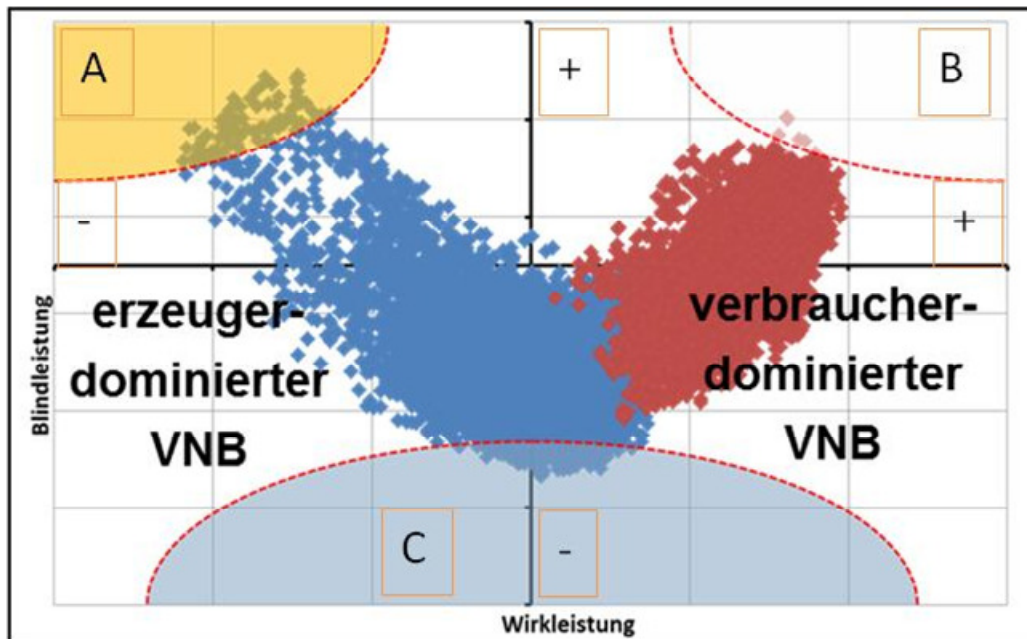 A
+
B
-
+
erzeuger-
dominierter
VNB
verbraucher-
dominierter
VNB
Blindleistung
C
-
Wirkleistung